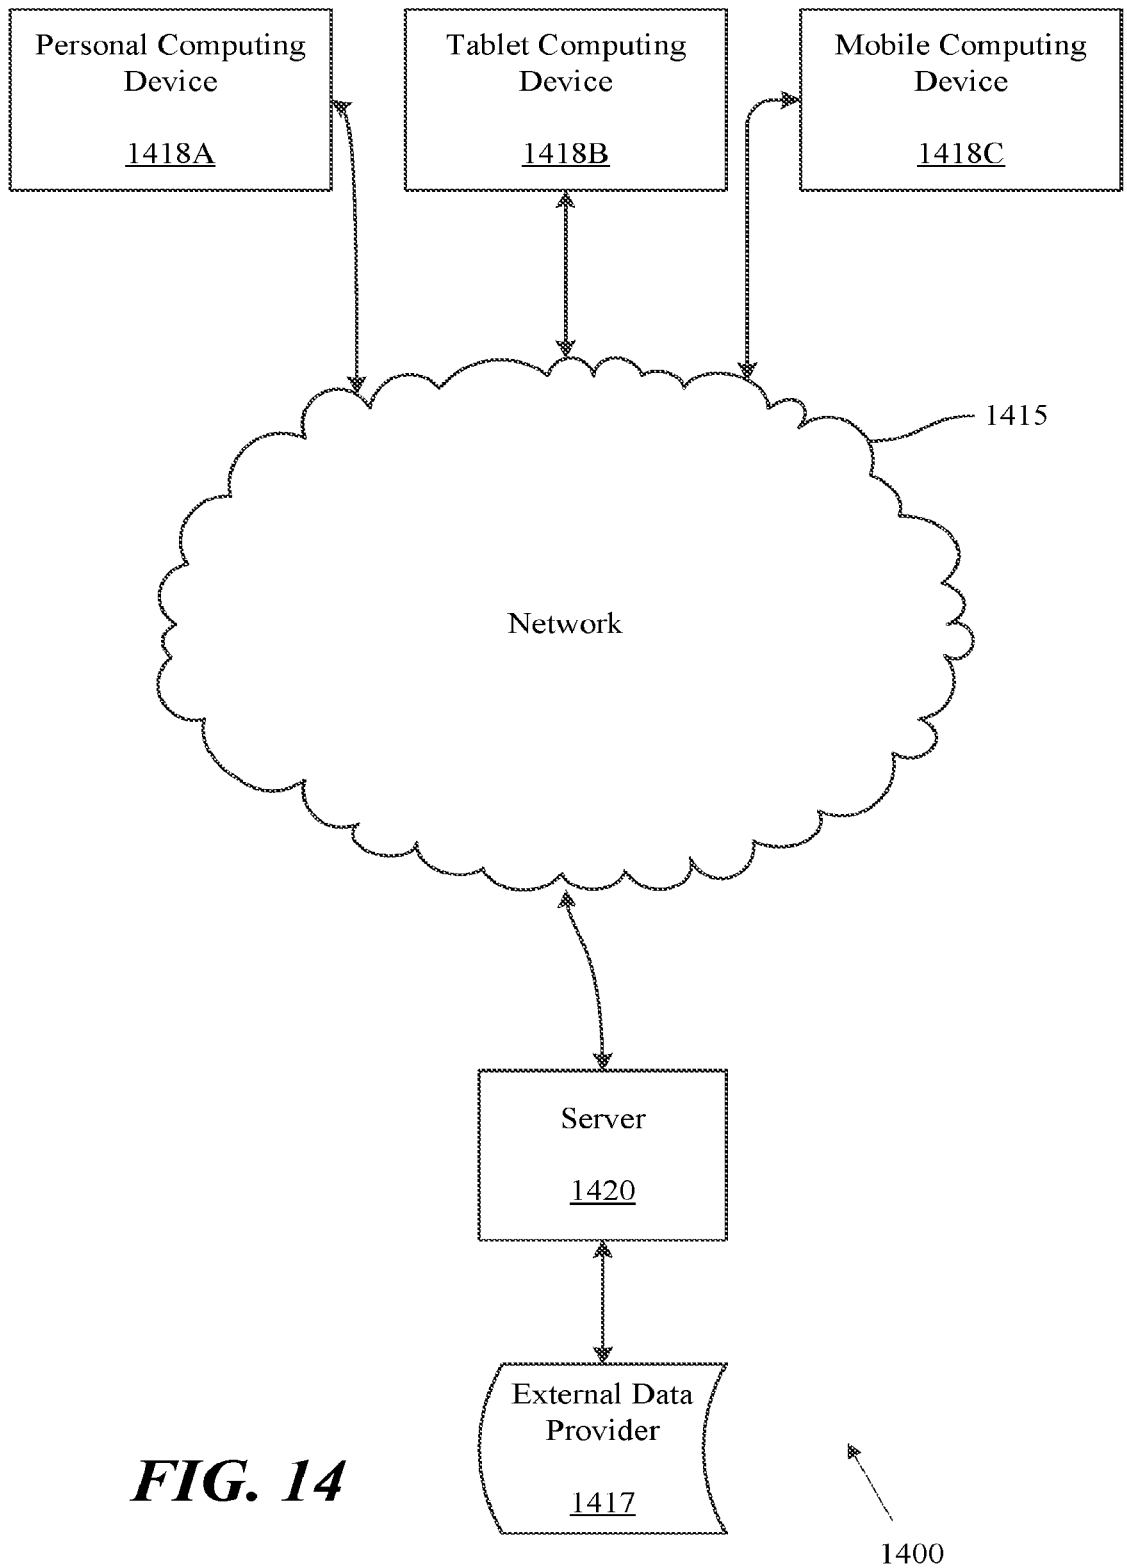 Personal Computing
Device
1418A
Tablet Computing
Device
1418B
Mobile Computing
Device
1418C
1415
Network
Server
1420
External Data
Provider
1417
FIG. 14
1400